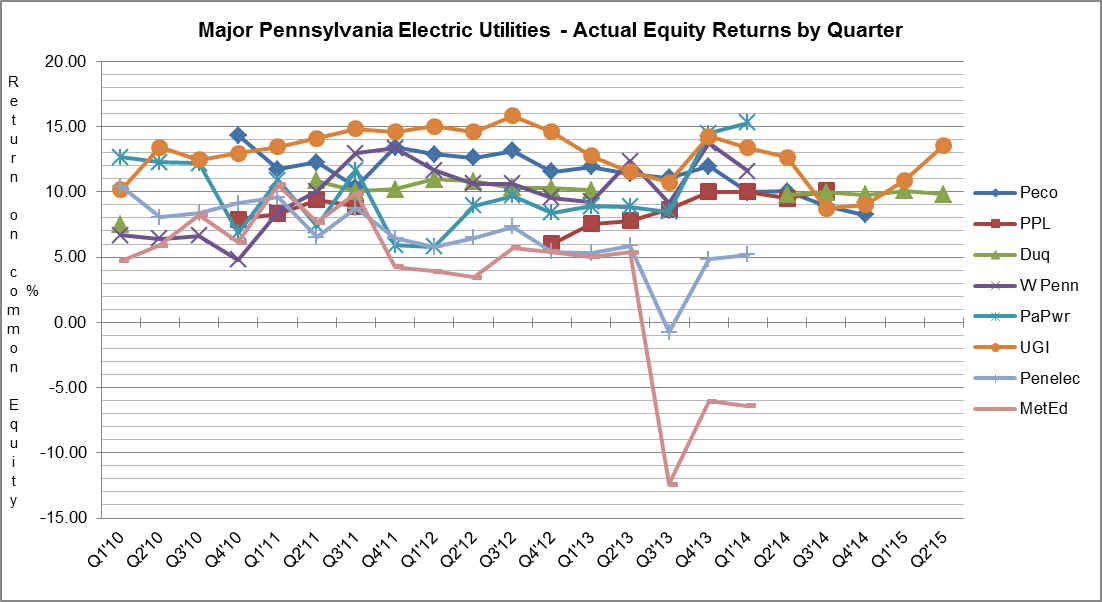 Major Pennsylvania Electric Utilities - Actual Equity Returns by Quarter
Return on common Equity
%
20.00
15.00
10.00
5.00
0.00
-5.00
-10.00
-15.00
Q1'10
Q2'10
Q3'10
Q4'10
Q1'11
Q2'11
Q3'11
Q4'11
Q1'12
Q2'12
Q3'12
Q4'12
Q1'13
Q2'13
Q3'13
Q4'13
Q1'14
Q2'14
Q3'14
Q4'14
Q1'15
Q2'15
Peco
PPL
Duq
W Penn
PaPwr
UGI
Penelec
MetEd